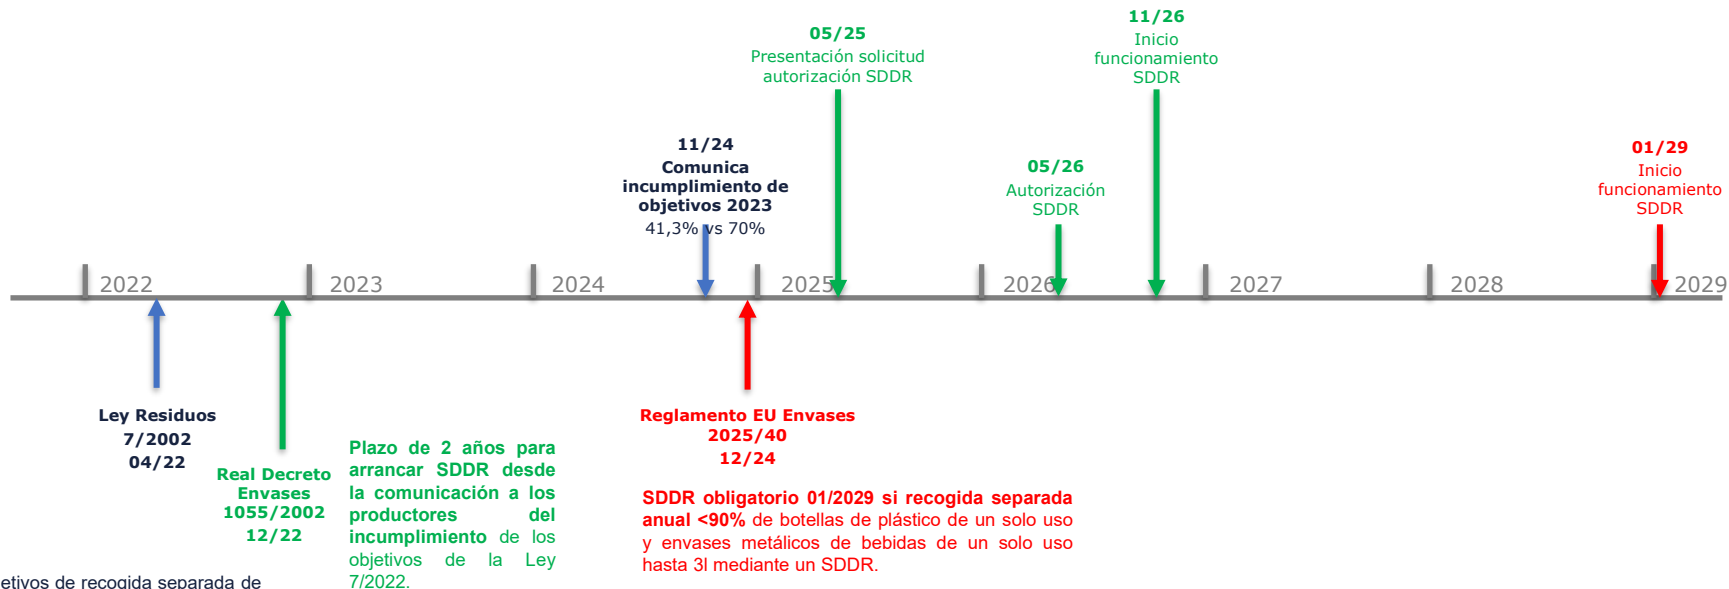 11/26
Inicio
funcionamiento
SDDR
05/25
Presentación solicitud
autorización SDDR
11/24
Comunica
incumplimiento de
objetivos 2023
41,3% vs 70%
05/26
Autorización
SDDR
01/29
Inicio
funcionamiento
SDDR
2022
2023
2024
2025
2026
2027
2028
2029
Ley Residuos
7/2002
04/22
Real Decreto
Envases
1055/2002
12/22
Plazo de 2 años para
arrancar SDDR desde
la comunicación a los
productores del
incumplimiento de los
objetivos de la Ley
7/2022.
Reglamento EU Envases
2025/40
12/24
SDDR obligatorio 01/2029 si recogida separada
anual <90% de botellas de plástico de un solo uso
y envases metálicos de bebidas de un solo uso
hasta 3l mediante un SDDR.
etivos de recogida separada de